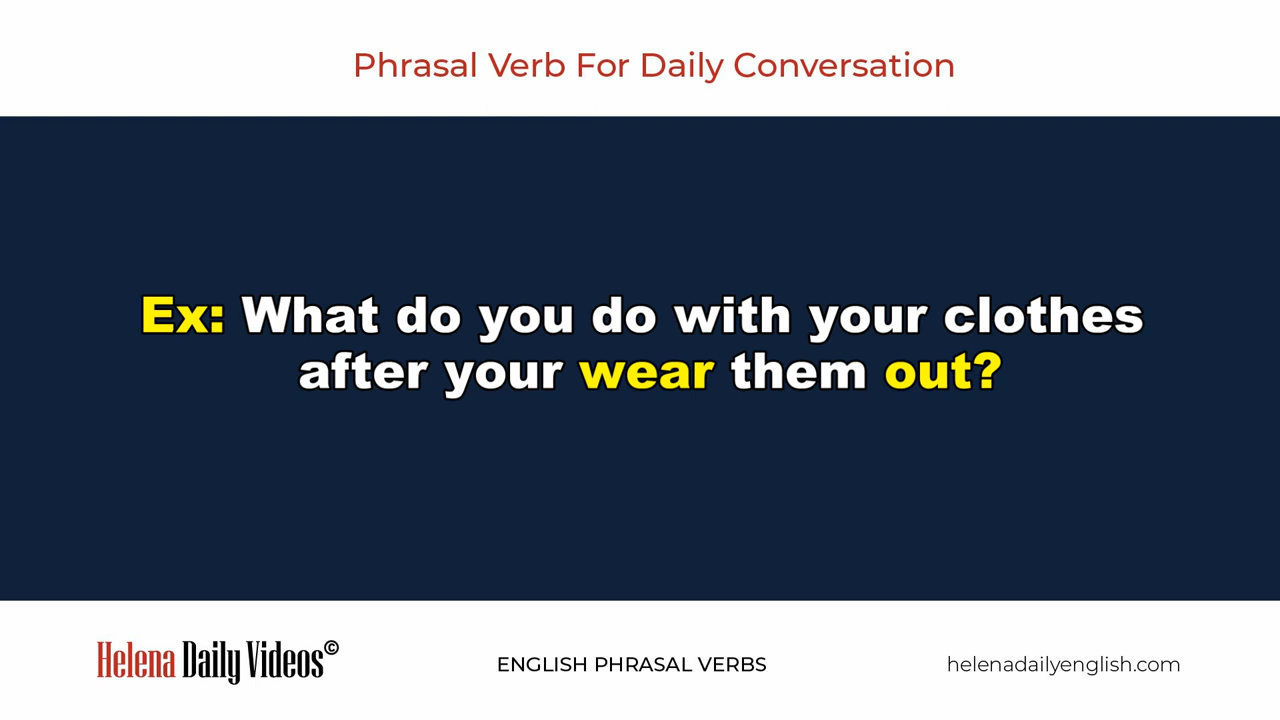 Phrasal Verb For Daily Conversation
Ex: What do you do with your clothes
after your wear them out?
Helena Daily Videos©
ENGLISH PHRASAL VERBS
helenadailyenglish.com